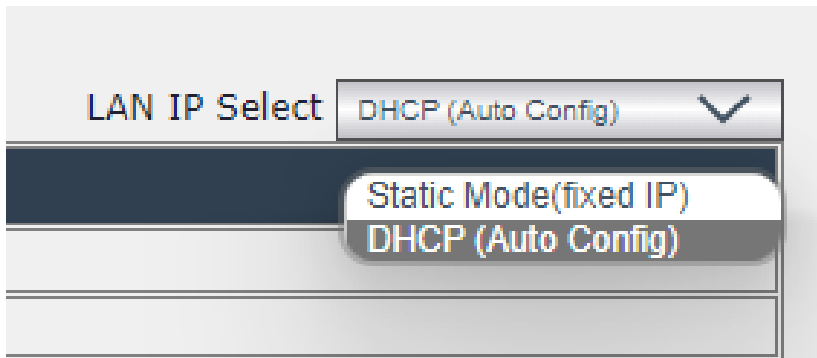 LAN IP Select DHCP (Auto Config)
Static Mode(fixed IP)
DHCP (Auto Config)